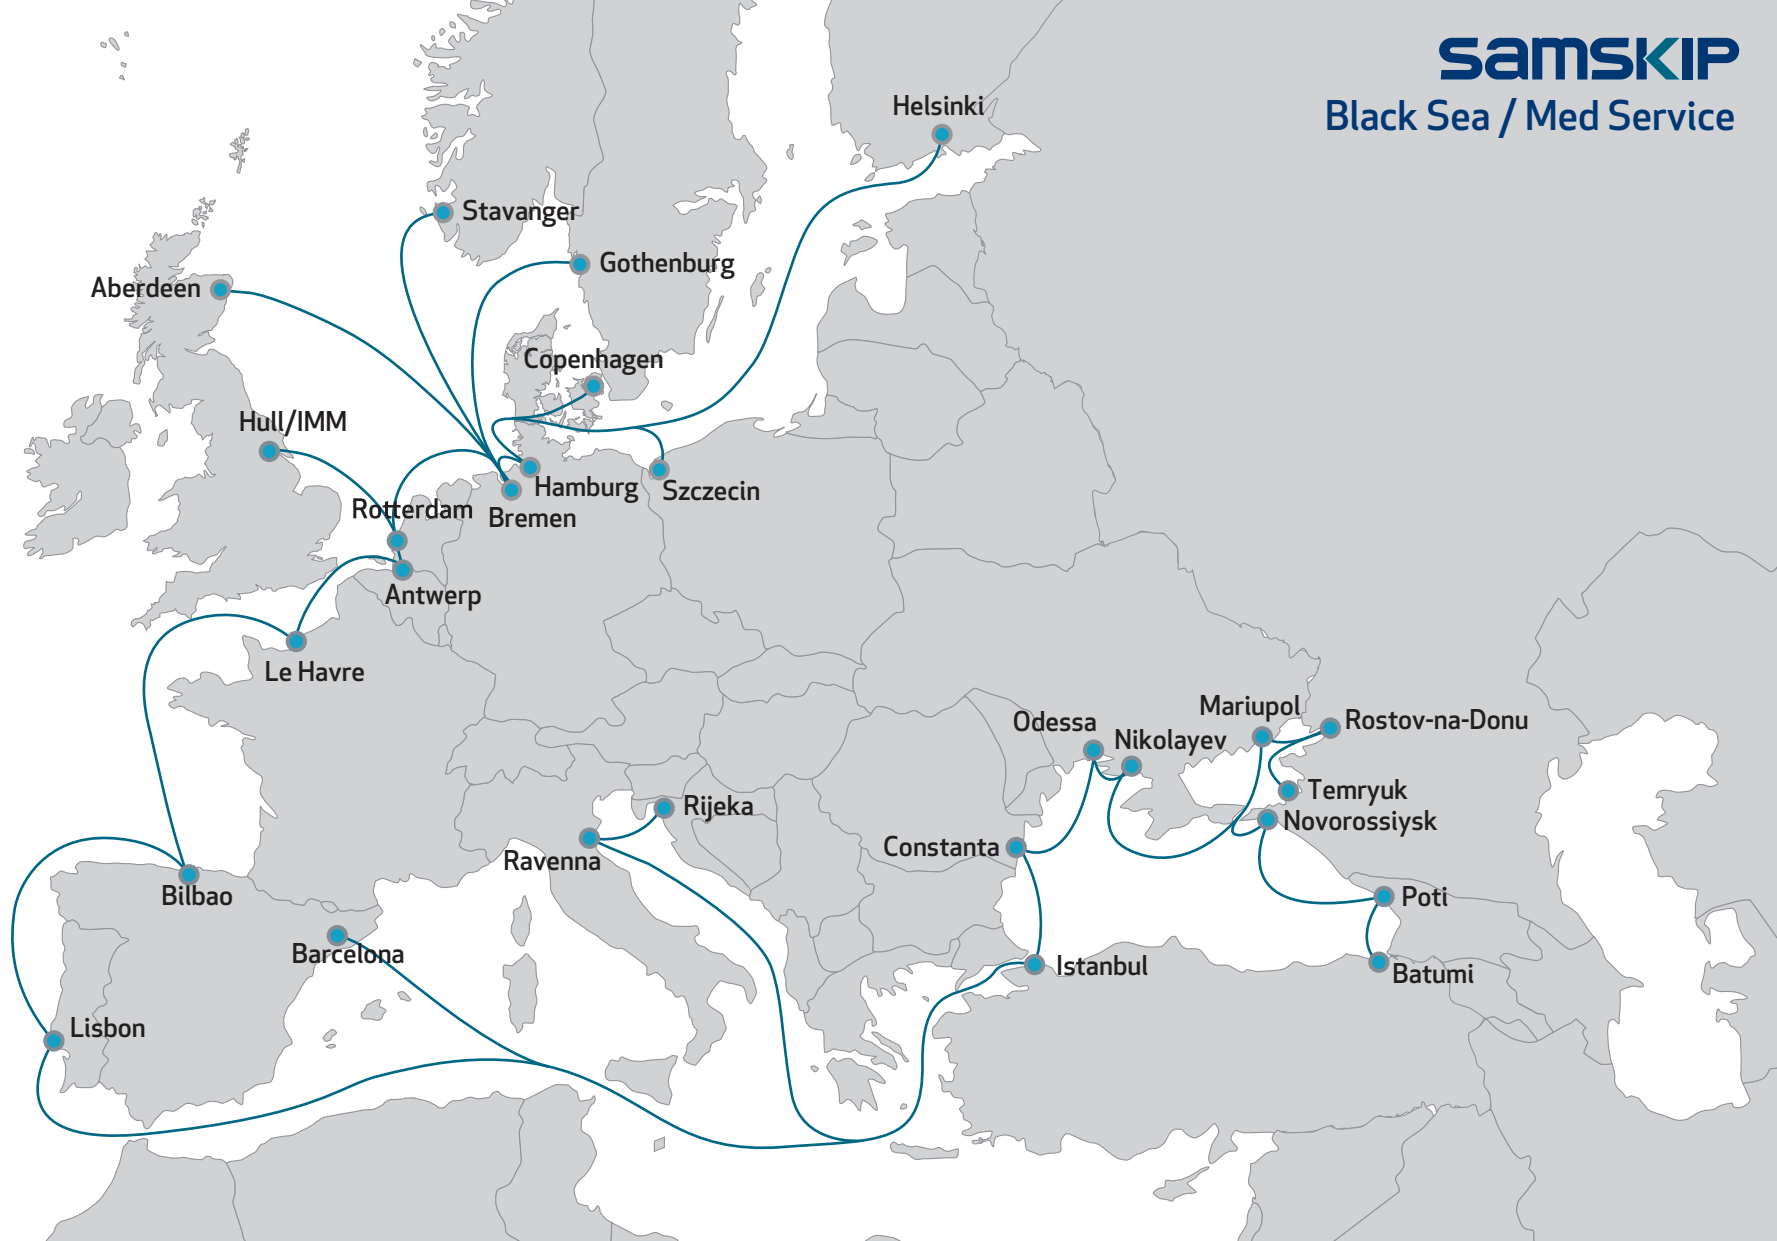 SAMSKIP
Black Sea / Med Service
Helsinki
Stavanger
Gothenburg
Aberdeen
Copenhagen
Hull/IMM
Hamburg
Szczecin
Rotterdam
Bremen
Antwerp
Le Havre
Mariupol
Rostov-na-Donu
Odessa
Nikolayev
Temryuk
Rijeka
Novorossiysk
Constanta
Ravenna
Bilbao
Poti
Barcelona
Istanbul
Batumi
Lisbon